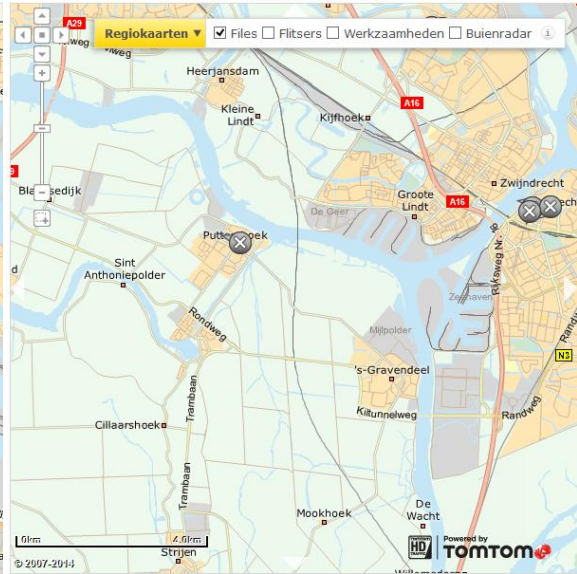 A29
Regiokaarten ▼ Files Flitsers Werkzaamheden Buienradar i
Heerjansdam
Kleine
Lindt
Kijfhoek
A16
Zwijndrecht
Groote
Lindt
A16
De Geer
Sint
Anthoniepolder
Zeehaven
Rijksweg Nr. 16
Rondweg
Mijlpolder
N3
's-Gravendeel
Trambaan
Kiltunnelweg
Randweg
Cillaarshoek
Trambaan
Mookhoek
De
Wacht
0km 4.0km
Strijen
HD TRAFFIC
Powered by
TOMTOM
© 2007-2014